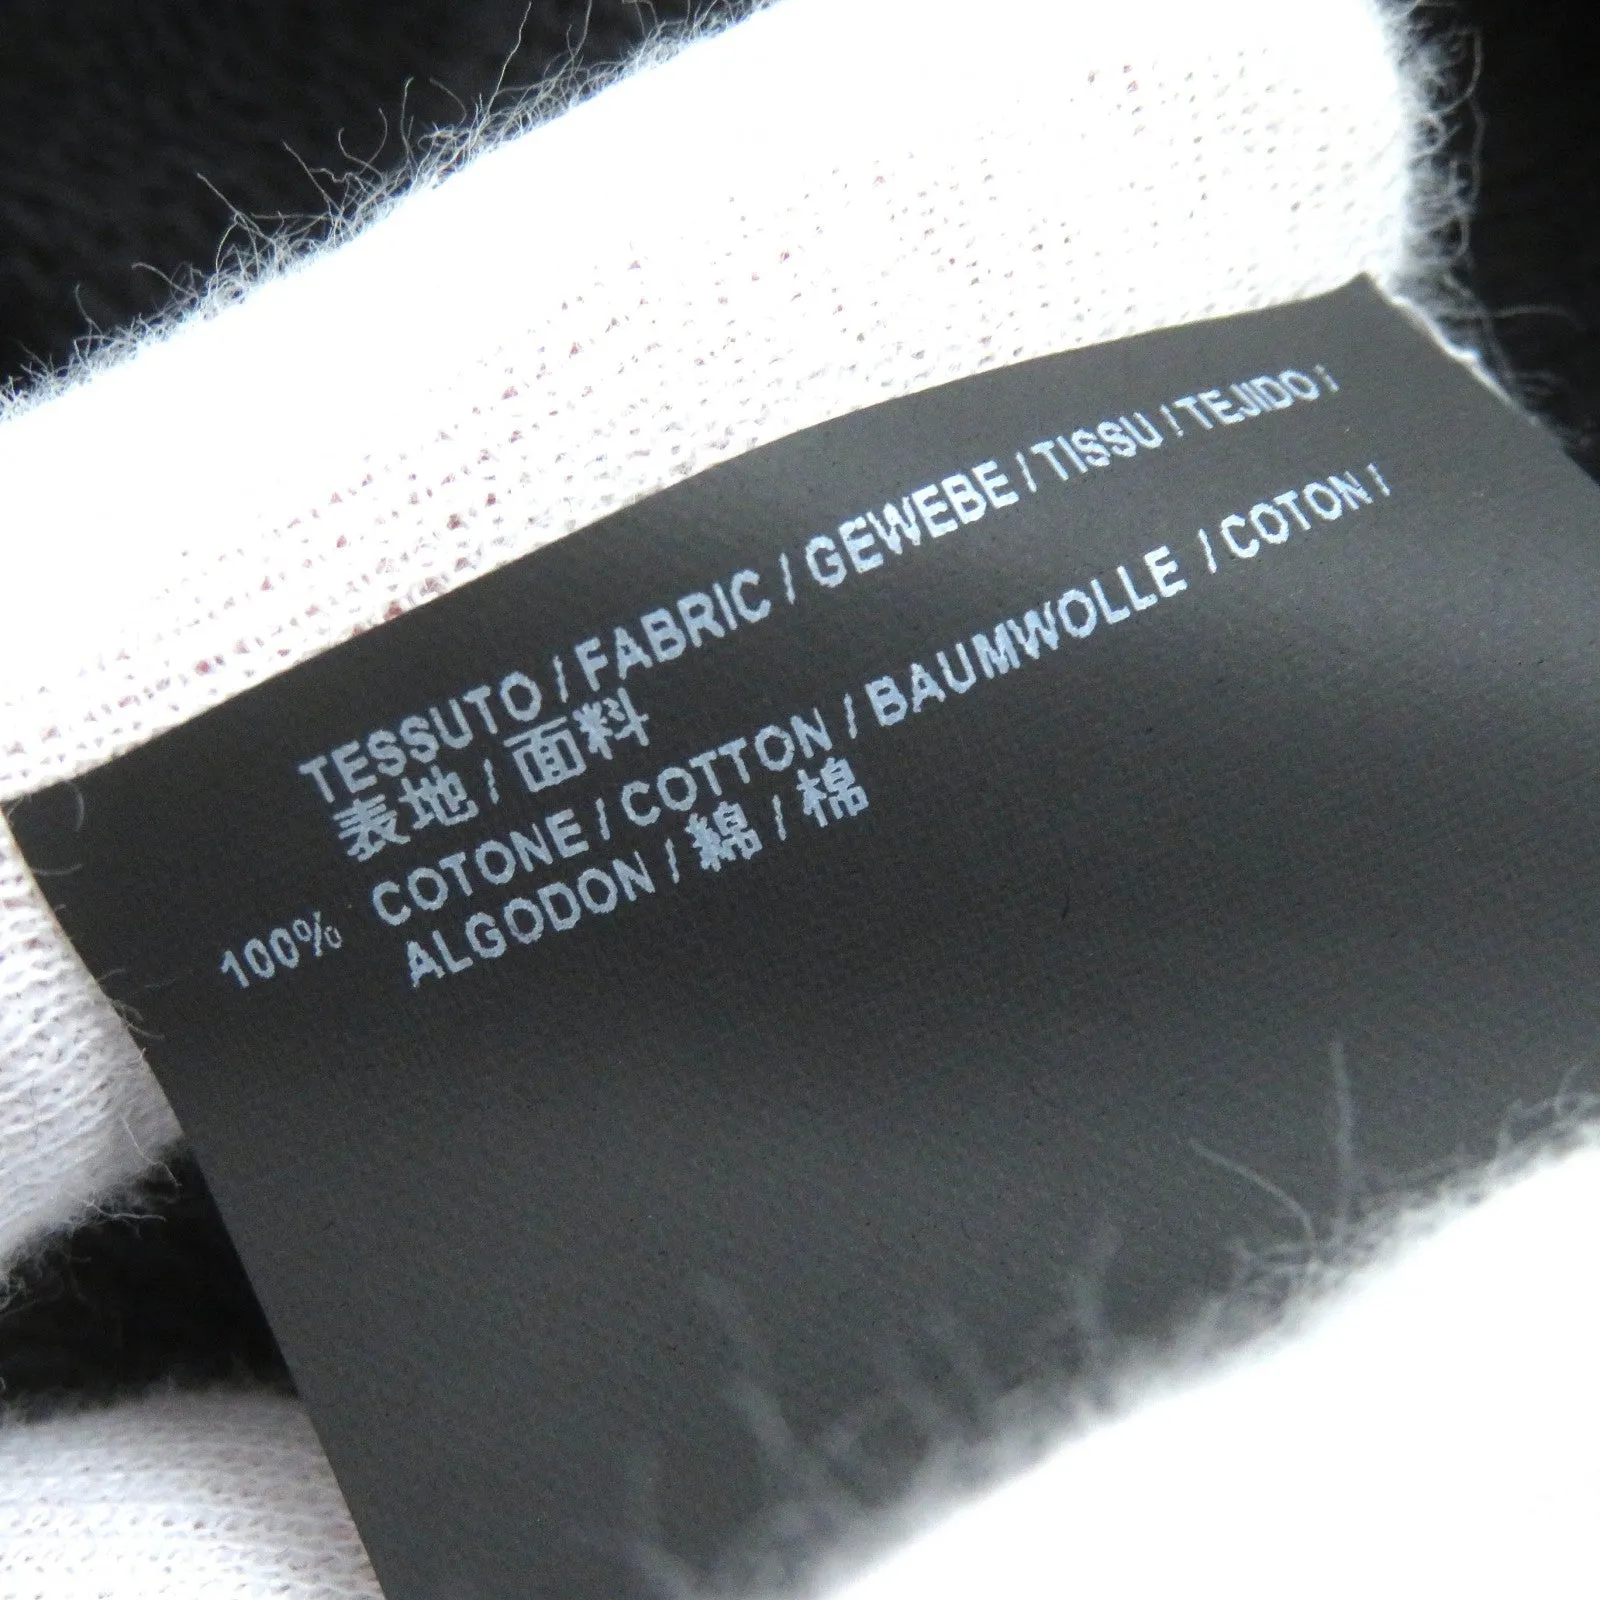 TESSUTO / FABRIC / GEWEBE / TISSU / TEJIDO /
表地 / 面料
100% COTONE / COTTON / BAUMWOLLE / COTON /
ALGODON / 綿 / 棉